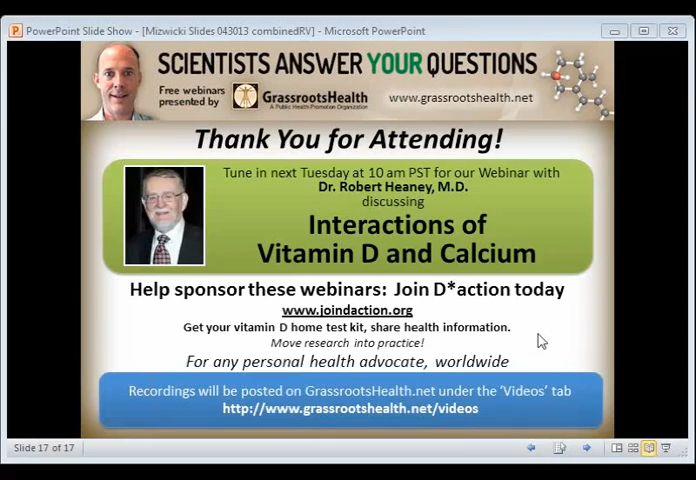 PowerPoint Slide Show - [Mizwicki Slides 043013 combinedRV] - Microsoft PowerPoint
SCIENTISTS ANSWER YOUR QUESTIONS
Free webinars
presented by
GrassrootsHealth
A Public Health Promotion Organization
www.grassrootshealth.net
Thank You for Attending!
Tune in next Tuesday at 10 am PST for our Webinar with
Dr. Robert Heaney, M.D.
discussing
Interactions of
Vitamin D and Calcium
Help sponsor these webinars: Join D*action today
www.joindaction.org
Get your vitamin D home test kit, share health information.
Move research into practice!
For any personal health advocate, worldwide
Recordings will be posted on GrassrootsHealth.net under the 'Videos' tab
http://www.grassrootshealth.net/videos
Slide 17 of 17